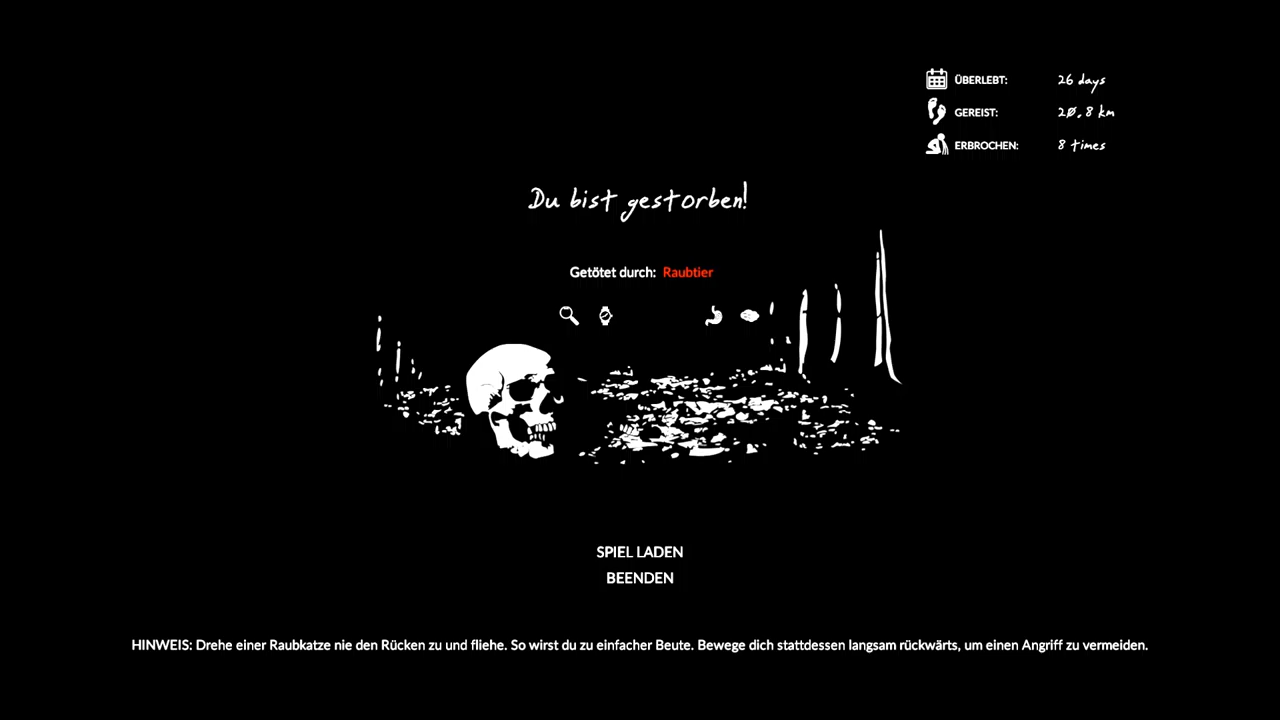 ÜBERLEBT: 26 days
GEREIST: 20.8 km
ERBROCHEN: 8 times
Du bist gestorben!
Getötet durch: Raubtier
SPIEL LADEN
BEENDEN
HINWEIS: Drehe einer Raubkatze nie den Rücken zu und fliehe. So wirst du zu einfacher Beute. Bewege dich stattdessen langsam rückwärts, um einen Angriff zu vermeiden.